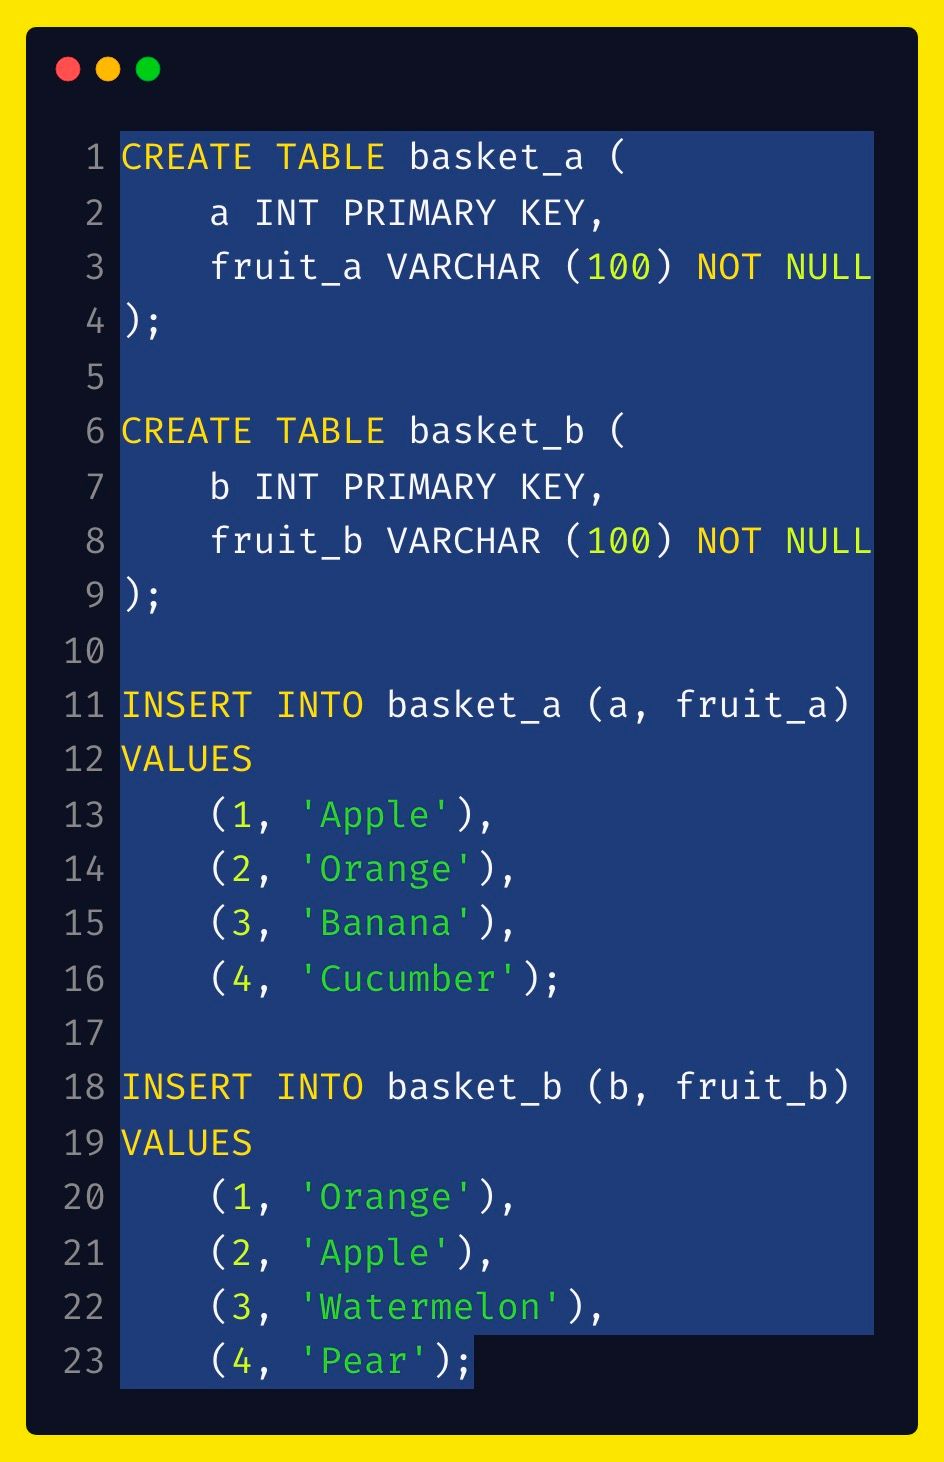 1 CREATE TABLE basket_a (
2     a INT PRIMARY KEY,
3     fruit_a VARCHAR (100) NOT NULL
4 );
5
6 CREATE TABLE basket_b (
7     b INT PRIMARY KEY,
8     fruit_b VARCHAR (100) NOT NULL
9 );
10
11 INSERT INTO basket_a (a, fruit_a)
12 VALUES
13     (1, 'Apple'),
14     (2, 'Orange'),
15     (3, 'Banana'),
16     (4, 'Cucumber');
17
18 INSERT INTO basket_b (b, fruit_b)
19 VALUES
20     (1, 'Orange'),
21     (2, 'Apple'),
22     (3, 'Watermelon'),
23     (4, 'Pear');